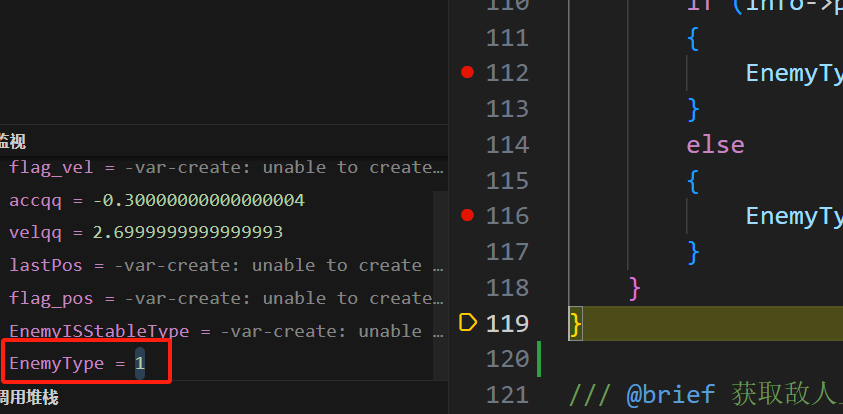 监视
flag_vel = -var-create: unable to create…
accqq = -0.30000000000000004
velqq = 2.6999999999999993
lastPos = -var-create: unable to create …
flag_pos = -var-create: unable to create…
EnemyISStableType = -var-create: unable …
EnemyType = 1
调用堆栈
110 if (info->p
111 {
112 EnemyTy
113 }
114 else
115 {
116 EnemyTy
117 }
118 }
119 }
120
121 /// @brief 获取敌人